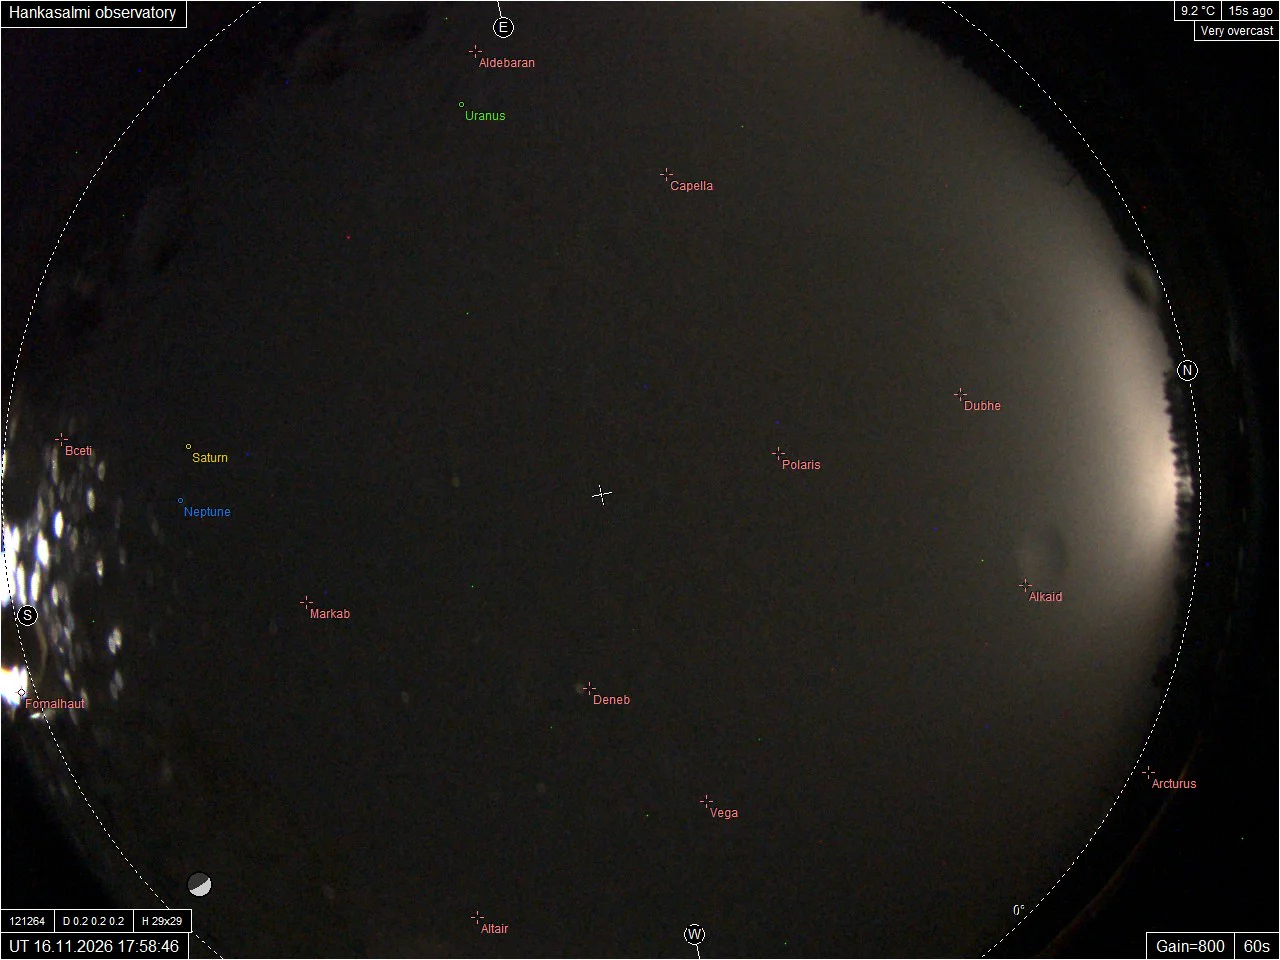 Hankasalmi observatory
9.2 °C
15s ago
Very overcast
E
Aldebaran
Uranus
Capella
N
Dubhe
Bceti
Saturn
Polaris
Neptune
Alkaid
Markab
S
Deneb
Fomalhaut
Arcturus
Vega
0°
121264
D 0.2 0.2 0.2
H 29x29
Altair
W
UT 16.11.2026 17:58:46
Gain=800
60s